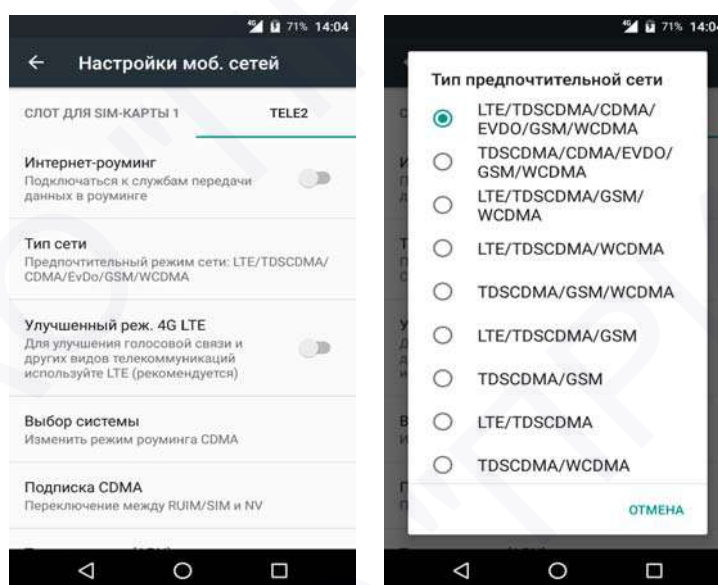 4G 71% 14:04
Настройки моб. сетей
СЛОТ ДЛЯ SIM-КАРТЫ 1 TELE2
Интернет-роуминг
Подключаться к службам передачи
данных в роуминге
Тип сети
Предпочтительный режим сети: LTE/TDSCDMA/
CDMA/EvDo/GSM/WCDMA
Улучшенный реж. 4G LTE
Для улучшения голосовой связи и
других видов телекоммуникаций
используйте LTE (рекомендуется)
Выбор системы
Изменить режим роуминга CDMA
Подписка CDMA
Переключение между RUIM/SIM и NV
4G 71% 14:04
Тип предпочтительной сети
LTE/TDSCDMA/CDMA/
EVDO/GSM/WCDMA
TDSCDMA/CDMA/EVDO/
GSM/WCDMA
LTE/TDSCDMA/GSM/
WCDMA
LTE/TDSCDMA/WCDMA
TDSCDMA/GSM/WCDMA
LTE/TDSCDMA/GSM
TDSCDMA/GSM
LTE/TDSCDMA
TDSCDMA/WCDMA
ОТМЕНА